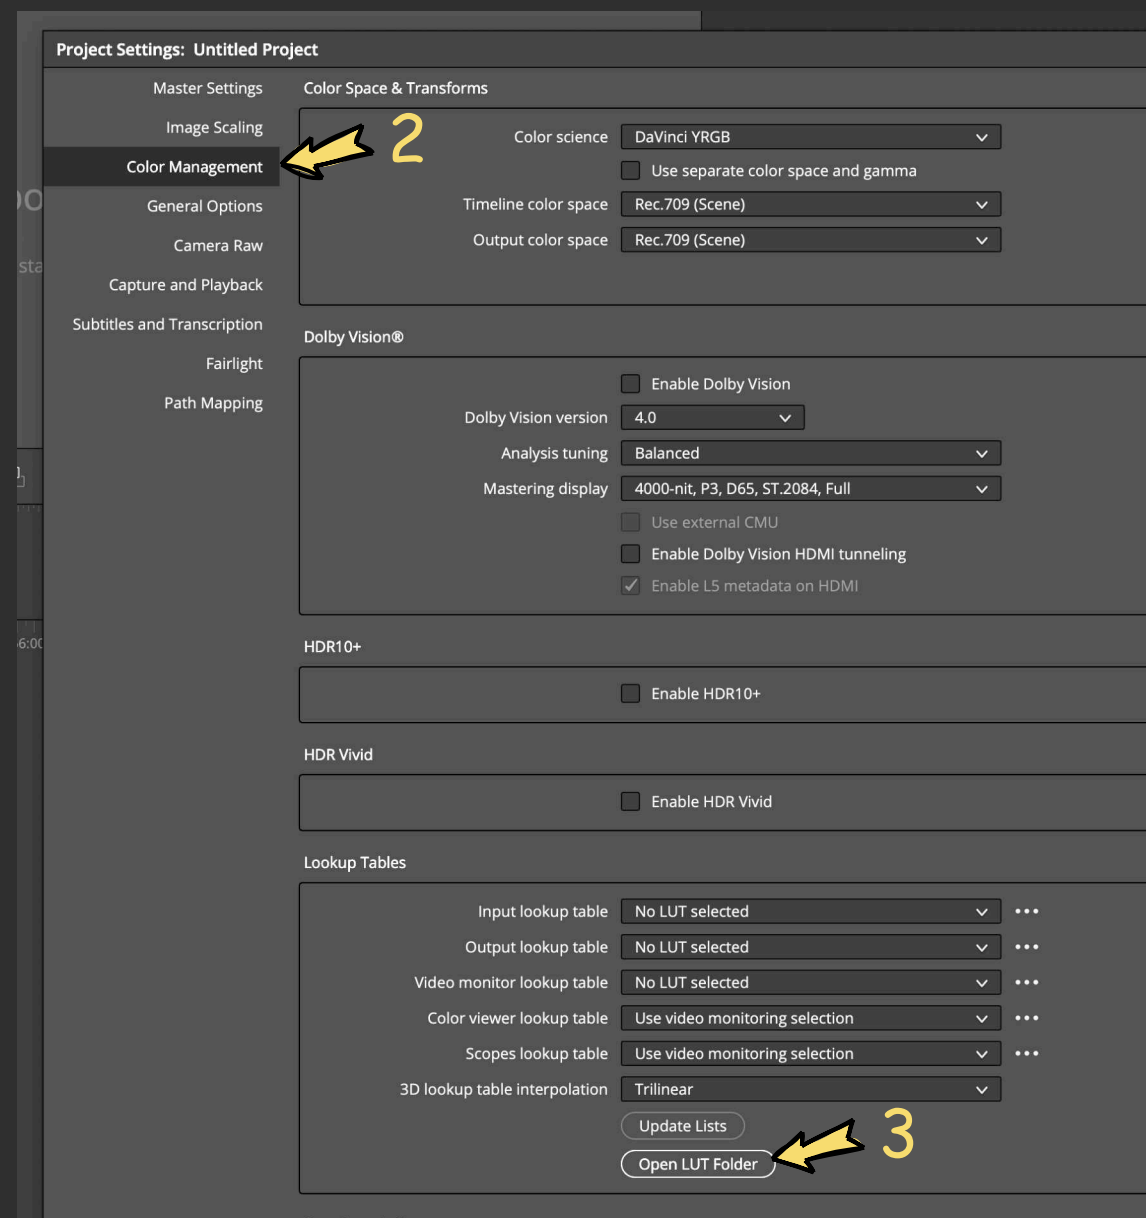 Project Settings: Untitled Project
Master Settings
Image Scaling
Color Management
General Options
Camera Raw
Capture and Playback
Subtitles and Transcription
Fairlight
Path Mapping
2
Color Space & Transforms
Color science DaVinci YRGB
Use separate color space and gamma
Timeline color space Rec.709 (Scene)
Output color space Rec.709 (Scene)
Dolby Vision®
Enable Dolby Vision
Dolby Vision version 4.0
Analysis tuning Balanced
Mastering display 4000-nit, P3, D65, ST.2084, Full
Use external CMU
Enable Dolby Vision HDMI tunneling
Enable L5 metadata on HDMI
HDR10+
Enable HDR10+
HDR Vivid
Enable HDR Vivid
Lookup Tables
Input lookup table No LUT selected
Output lookup table No LUT selected
Video monitor lookup table No LUT selected
Color viewer lookup table Use video monitoring selection
Scopes lookup table Use video monitoring selection
3D lookup table interpolation Trilinear
Update Lists
Open LUT Folder
3